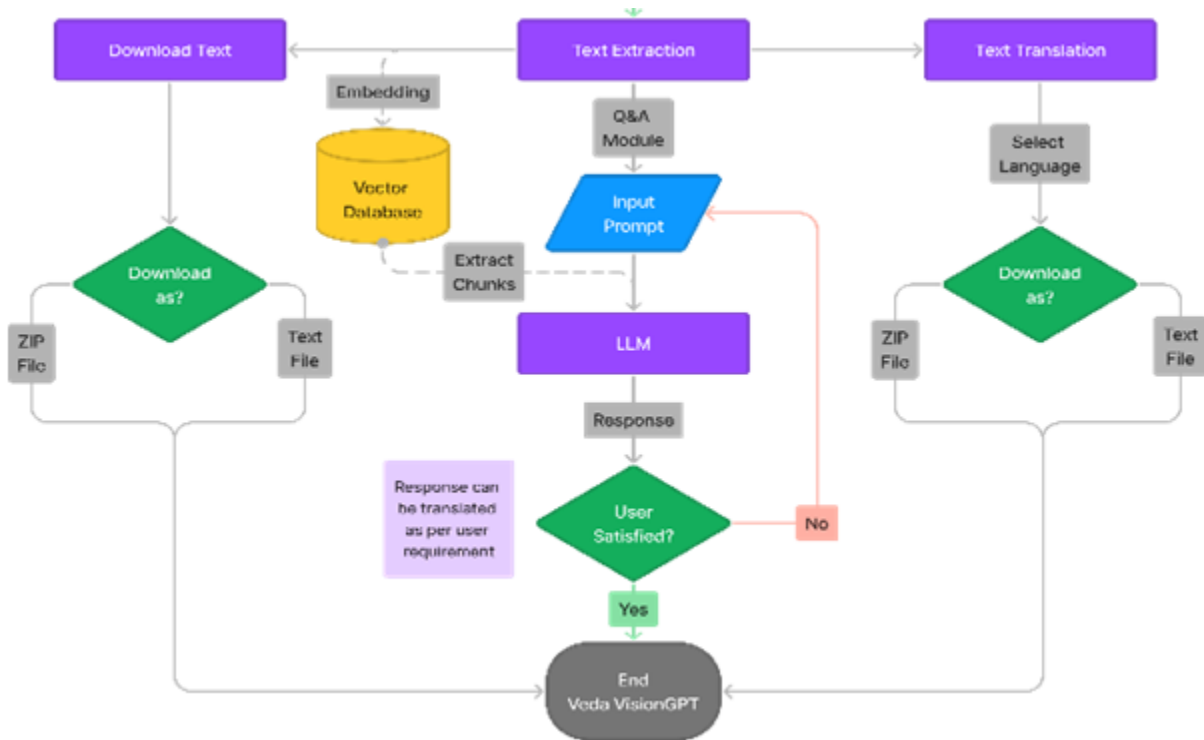 Download Text
Text Extraction
Text Translation
Embedding
Q&A
Module
Select
Language
Vector
Database
Input
Prompt
Extract
Chunks
Download
as?
Download
as?
ZIP
File
Text
File
LLM
ZIP
File
Text
File
Response
Response can
be translated
as per user
requirement
User
Satisfied?
No
Yes
End
Veda VisionGPT